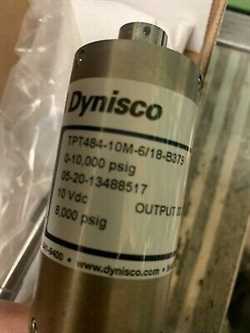 Dynisco
TPT484-10M-6/18-B379
0-10,000 psig
05-20-13488517
10 Vdc OUTPUT
8,000 psig
www.dynisco.com